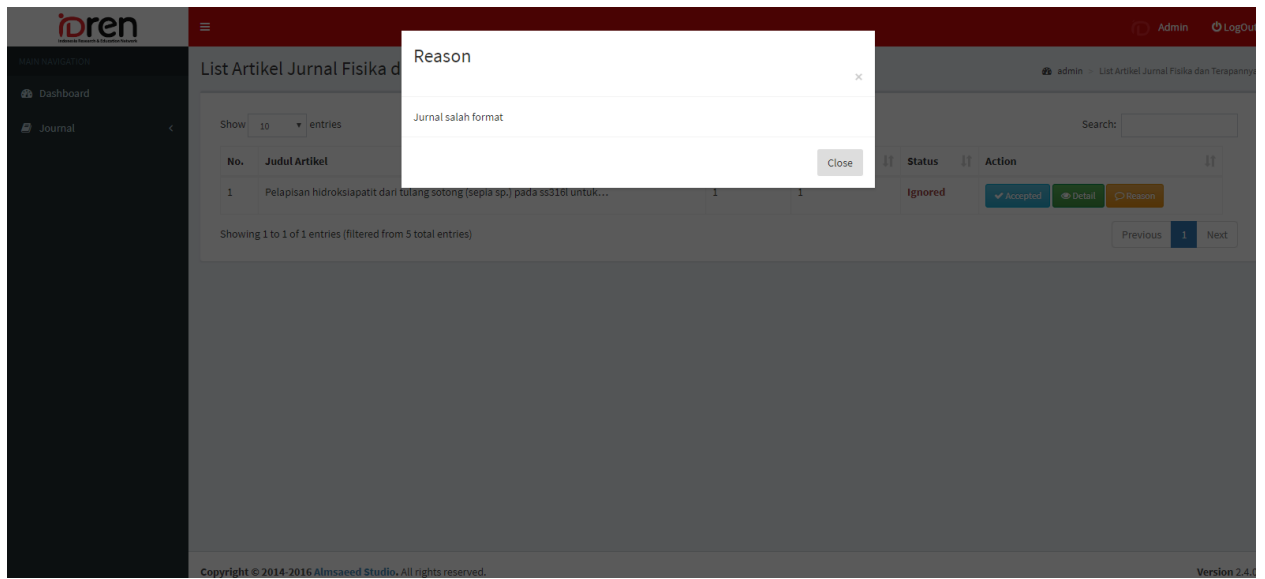 idren
Indonesia Research & Education Network
Admin
LogOut
MAIN NAVIGATION
Dashboard
Journal
List Artikel Jurnal Fisika d
admin > List Artikel Jurnal Fisika dan Terapannya
Reason
×
Jurnal salah format
Close
Show 10 entries
Search:
No. Judul Artikel Status Action
1 Pelapisan hidroksiapatit dari tulang sotong (sepia sp.) pada ss316l untuk... 1 1 Ignored Accepted Detail Reason
Showing 1 to 1 of 1 entries (filtered from 5 total entries)
Previous 1 Next
Copyright © 2014-2016 Almsaeed Studio. All rights reserved.
Version 2.4.0